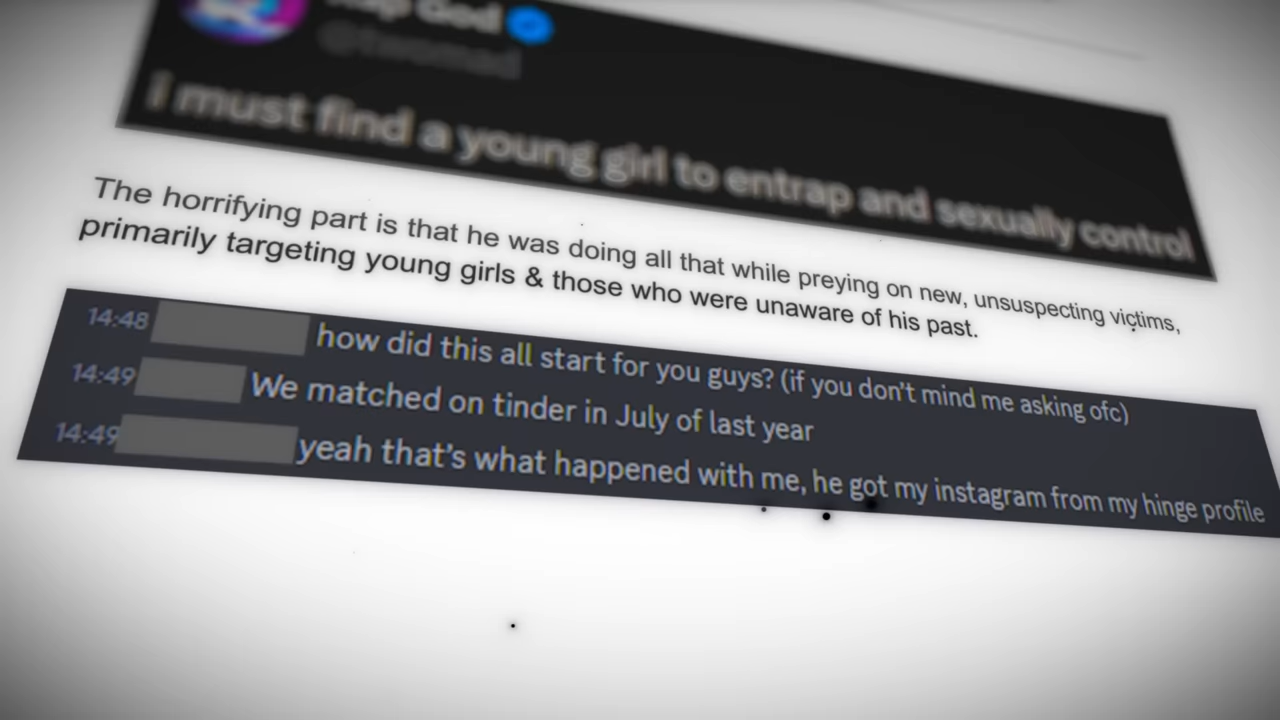 Rap God
@twomad
I must find a young girl to entrap and sexually control
The horrifying part is that he was doing all that while preying on new, unsuspecting victims,
primarily targeting young girls & those who were unaware of his past.
14:48 how did this all start for you guys? (if you don't mind me asking ofc)
14:49 We matched on tinder in July of last year
14:49 yeah that's what happened with me, he got my instagram from my hinge profile